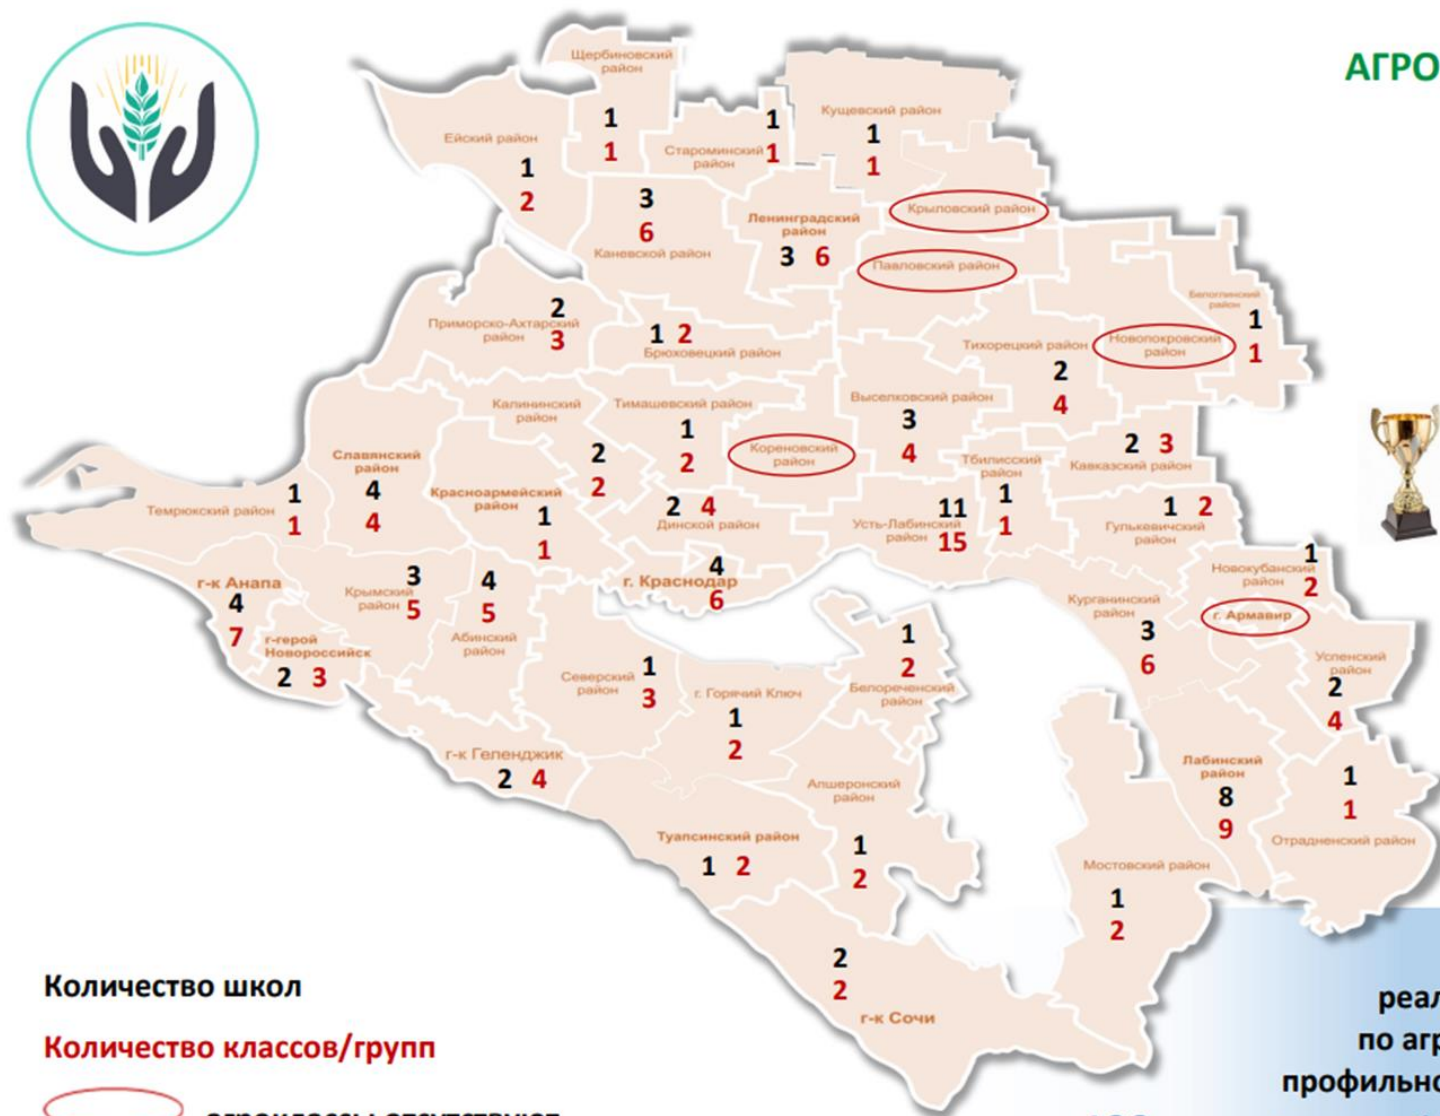 АГРО
Щербиновский
район
1
1
Ейский район
1
2
Староминский
район
1
1
Кущевский район
1
1
Крыловский район
3
6
Каневской район
Ленинградский
район
3 6
Павловский район
Белоглинский
район
1
1
Приморско-Ахтарский
район
2
3
1 2
Брюховецкий район
Тихорецкий район
2
4
Новопокровский
район
Калининский
район
2
2
Тимашевский район
1
2
Выселковский район
3
4
Кореновский
район
Славянский
район
4
4
Красноармейский
район
1
1
Тбилисский
район
1
1
2 3
Кавказский район
Темрюкский район
1
1
2 4
Динской район
11
Усть-Лабинский
район
15
1 2
Гулькевичский
район
г-к Анапа
4
7
Крымский
район
3
5
4
5
Абинский
район
4
г. Краснодар
6
1
Новокубанский
район
2
Курганинский
район
3
6
г. Армавир
г-герой
Новороссийск
2 3
Северский
район
1
3
г. Горячий Ключ
1
2
1
2
Белореченский
район
Успенский
район
2
4
г-к Геленджик
2 4
Апшеронский
район
1
2
Лабинский
район
8
9
1
1
Отрадненский район
Туапсинский район
1 2
Мостовский район
1
2
2
2
г-к Сочи
Количество школ
Количество классов/групп
агроклассы отсутствуют
реал
по агр
профильно